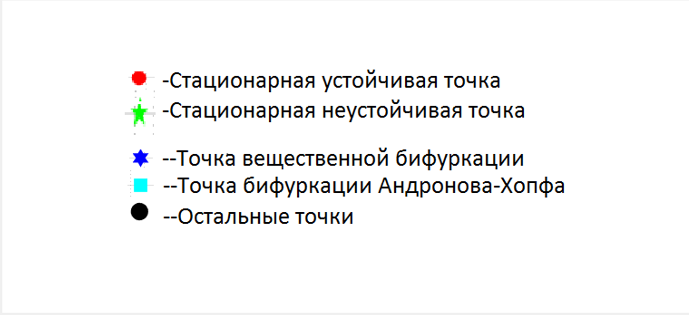 -Стационарная устойчивая точка
-Стационарная неустойчивая точка
--Точка вещественной бифуркации
--Точка бифуркации Андронова-Хопфа
--Остальные точки